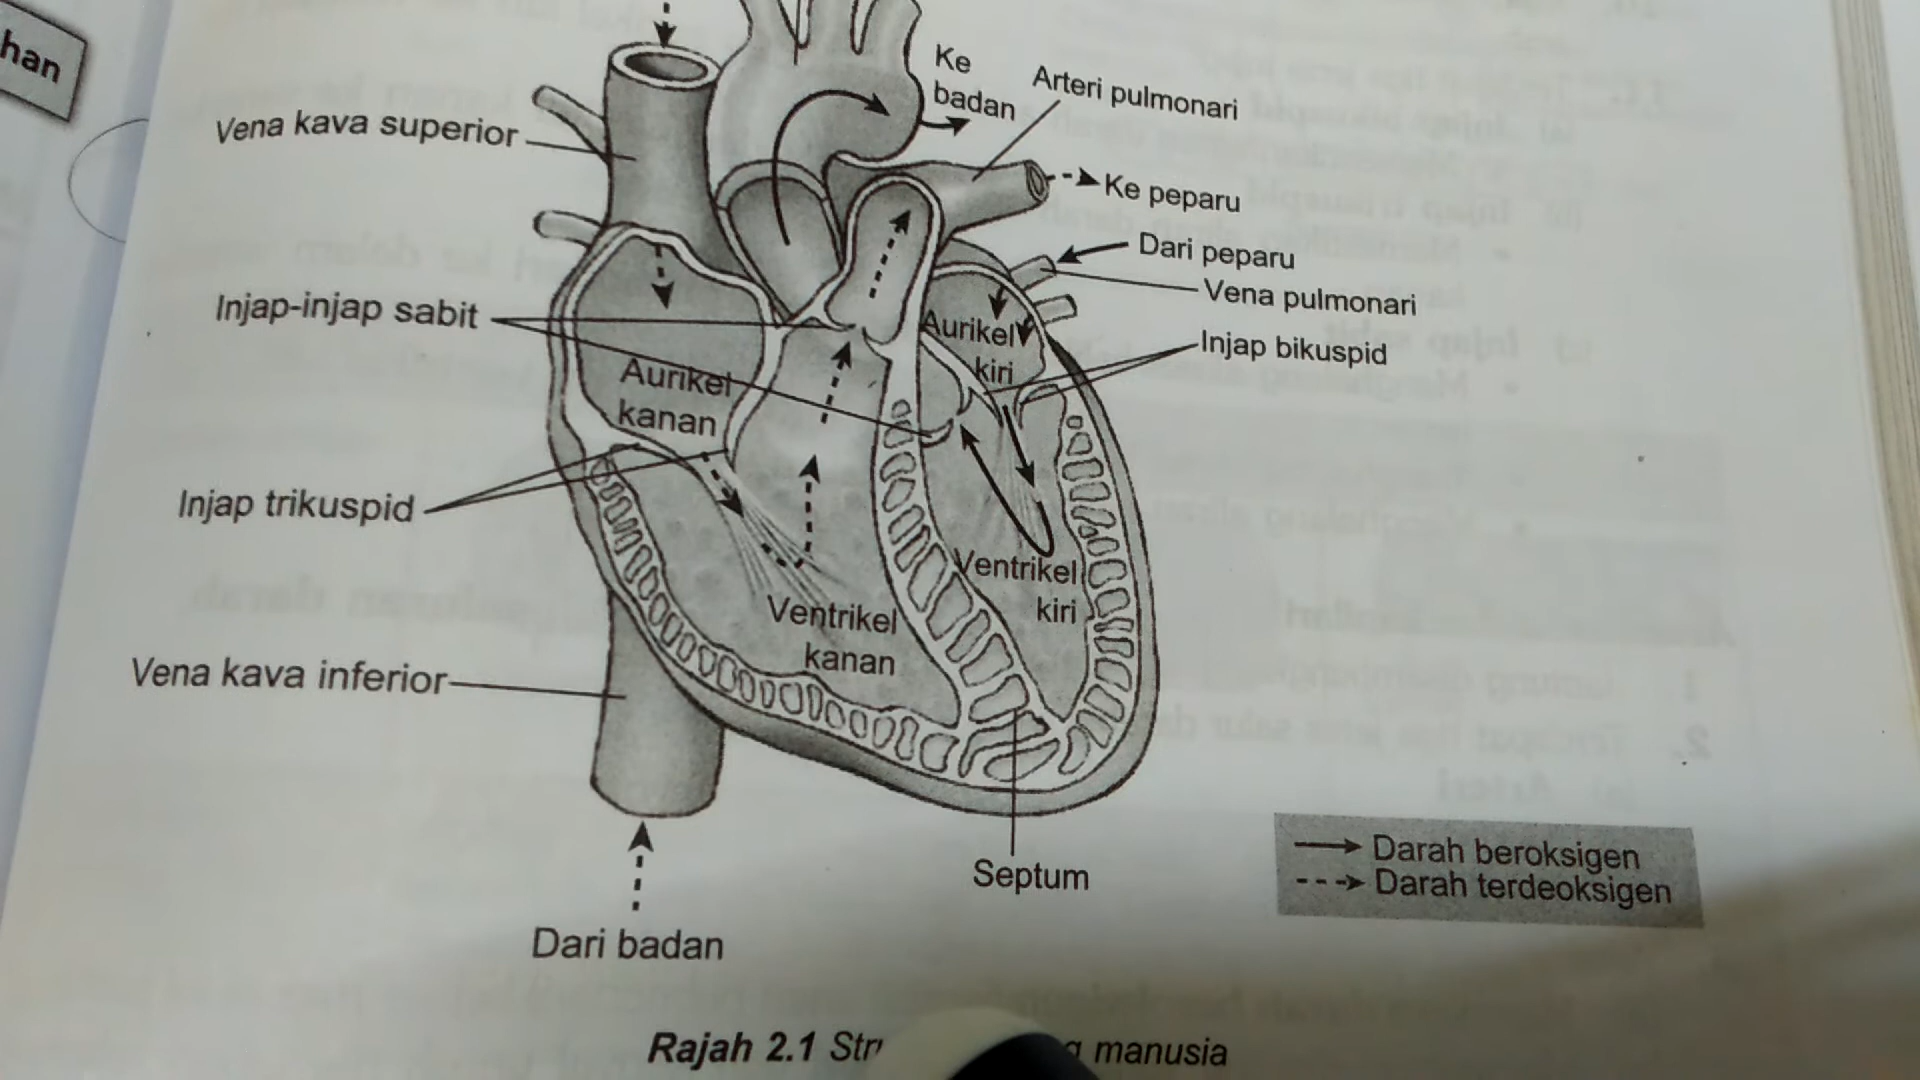 han
Ke
badan
Arteri pulmonari
Vena kava superior
Ke peparu
Dari peparu
Vena pulmonari
Injap-injap sabit
Aurikel
kiri
Injap bikuspid
Aurikel
kanan
Injap trikuspid
Ventrikel
kiri
Ventrikel
kanan
Vena kava inferior
Septum
Darah beroksigen
Darah terdeoksigen
Dari badan
Rajah 2.1 manusia